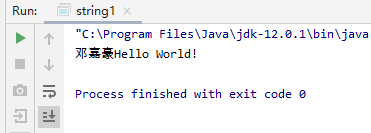 Run: string1 ×
"C:\Program Files\Java\jdk-12.0.1\bin\java
邓嘉豪Hello World!
Process finished with exit code 0